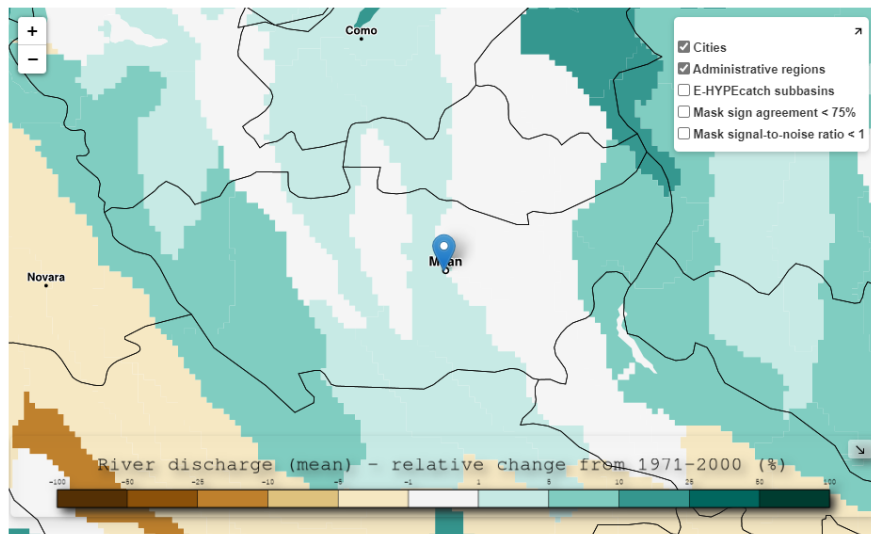 Como
+
−
Cities
Administrative regions
E-HYPEcatch subbasins
Mask sign agreement < 75%
Mask signal-to-noise ratio < 1
Milan
Novara
River discharge (mean) - relative change from 1971-2000 (%)
-100 -50 -25 -10 -5 -1 1 5 10 25 50 100